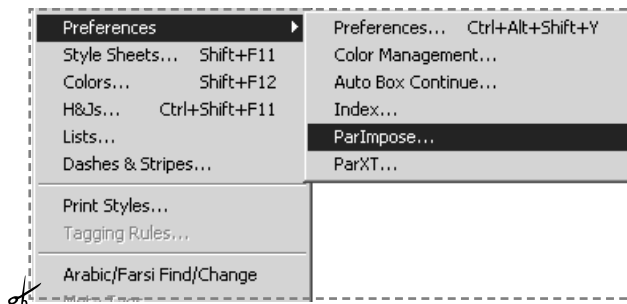 Preferences
Style Sheets... Shift+F11
Colors... Shift+F12
H&Js... Ctrl+Shift+F11
Lists...
Dashes & Stripes...
Print Styles...
Tagging Rules...
Arabic/Farsi Find/Change
Preferences... Ctrl+Alt+Shift+Y
Color Management...
Auto Box Continue...
Index...
ParImpose...
ParXT...